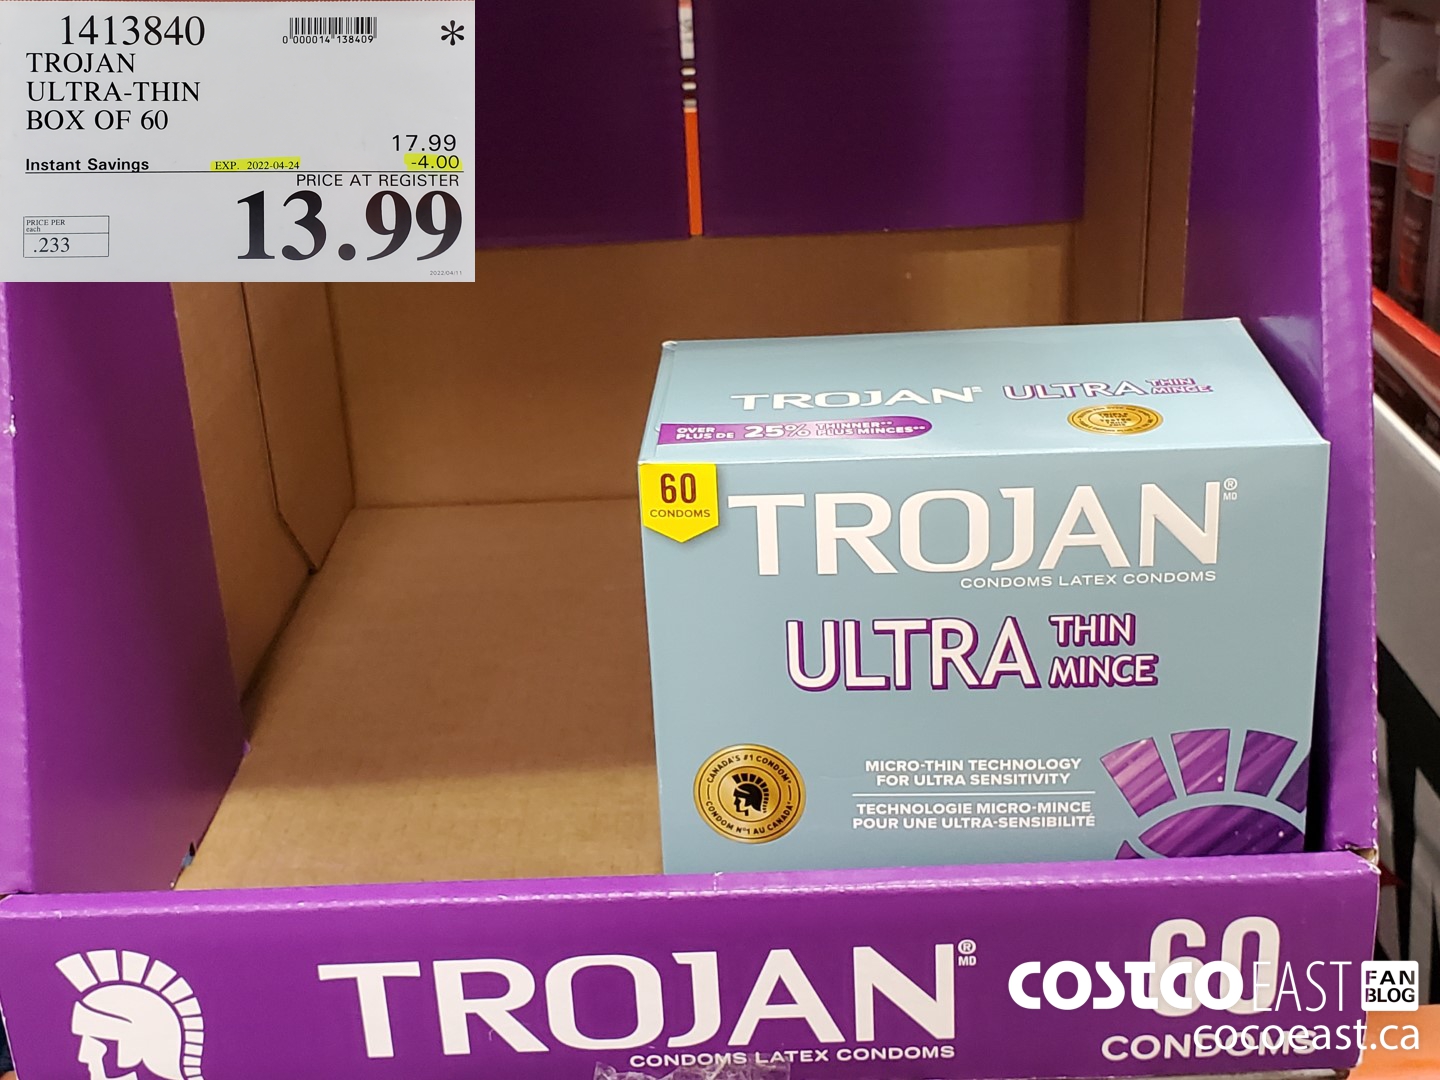 1413840
0 000014 138409
*
TROJAN
ULTRA-THIN
BOX OF 60
17.99
Instant Savings EXP. 2022-04-24 -4.00
PRICE AT REGISTER
13.99
PRICE PER
each
.233
2022/04/11
TROJAN ULTRA THIN
MINCE
OVER
PLUS DE 25% THINNER**
PLUS MINCES**
60
CONDOMS
TROJAN®
MD
CONDOMS LATEX CONDOMS
ULTRA THIN
MINCE
CANADA'S #1 CONDOM*
CONDOM Nº1 AU CANADA*
MICRO-THIN TECHNOLOGY
FOR ULTRA SENSITIVITY
TECHNOLOGIE MICRO-MINCE
POUR UNE ULTRA-SENSIBILITÉ
TROJAN®
MD
CONDOMS LATEX CONDOMS
60
CONDOMS
COSTCO EAST FAN
BLOG
cocoeast.ca